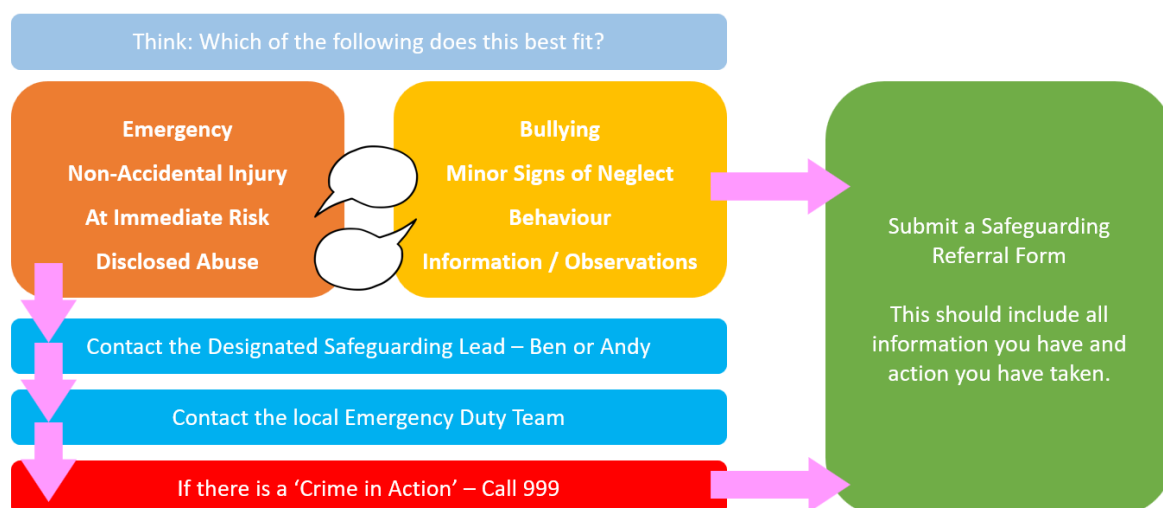 Think: Which of the following does this best fit?
Emergency
Non-Accidental Injury
At Immediate Risk
Disclosed Abuse
Bullying
Minor Signs of Neglect
Behaviour
Information / Observations
Contact the Designated Safeguarding Lead – Ben or Andy
Contact the local Emergency Duty Team
If there is a ‘Crime in Action’ – Call 999
Submit a Safeguarding
Referral Form
This should include all
information you have and
action you have taken.